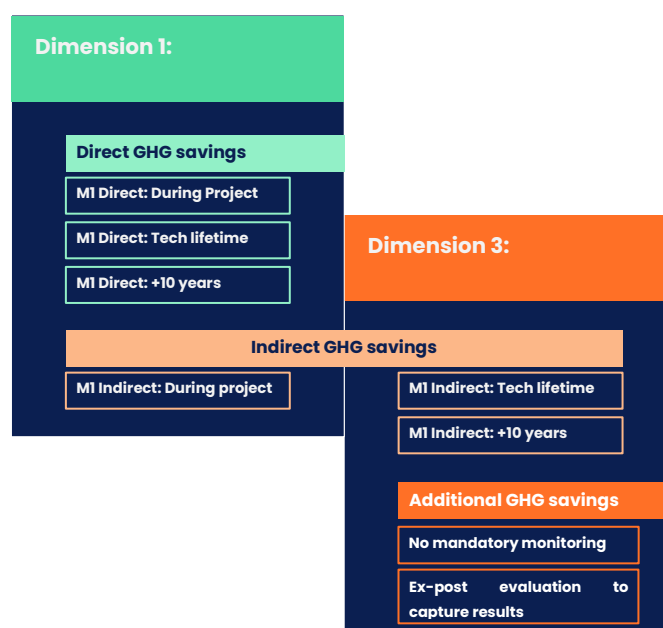 Dimension 1:
Direct GHG savings
M1 Direct: During Project
M1 Direct: Tech lifetime
M1 Direct: +10 years
Dimension 3:
Indirect GHG savings
M1 Indirect: During project
M1 Indirect: Tech lifetime
M1 Indirect: +10 years
Additional GHG savings
No mandatory monitoring
Ex-post evaluation to
capture results